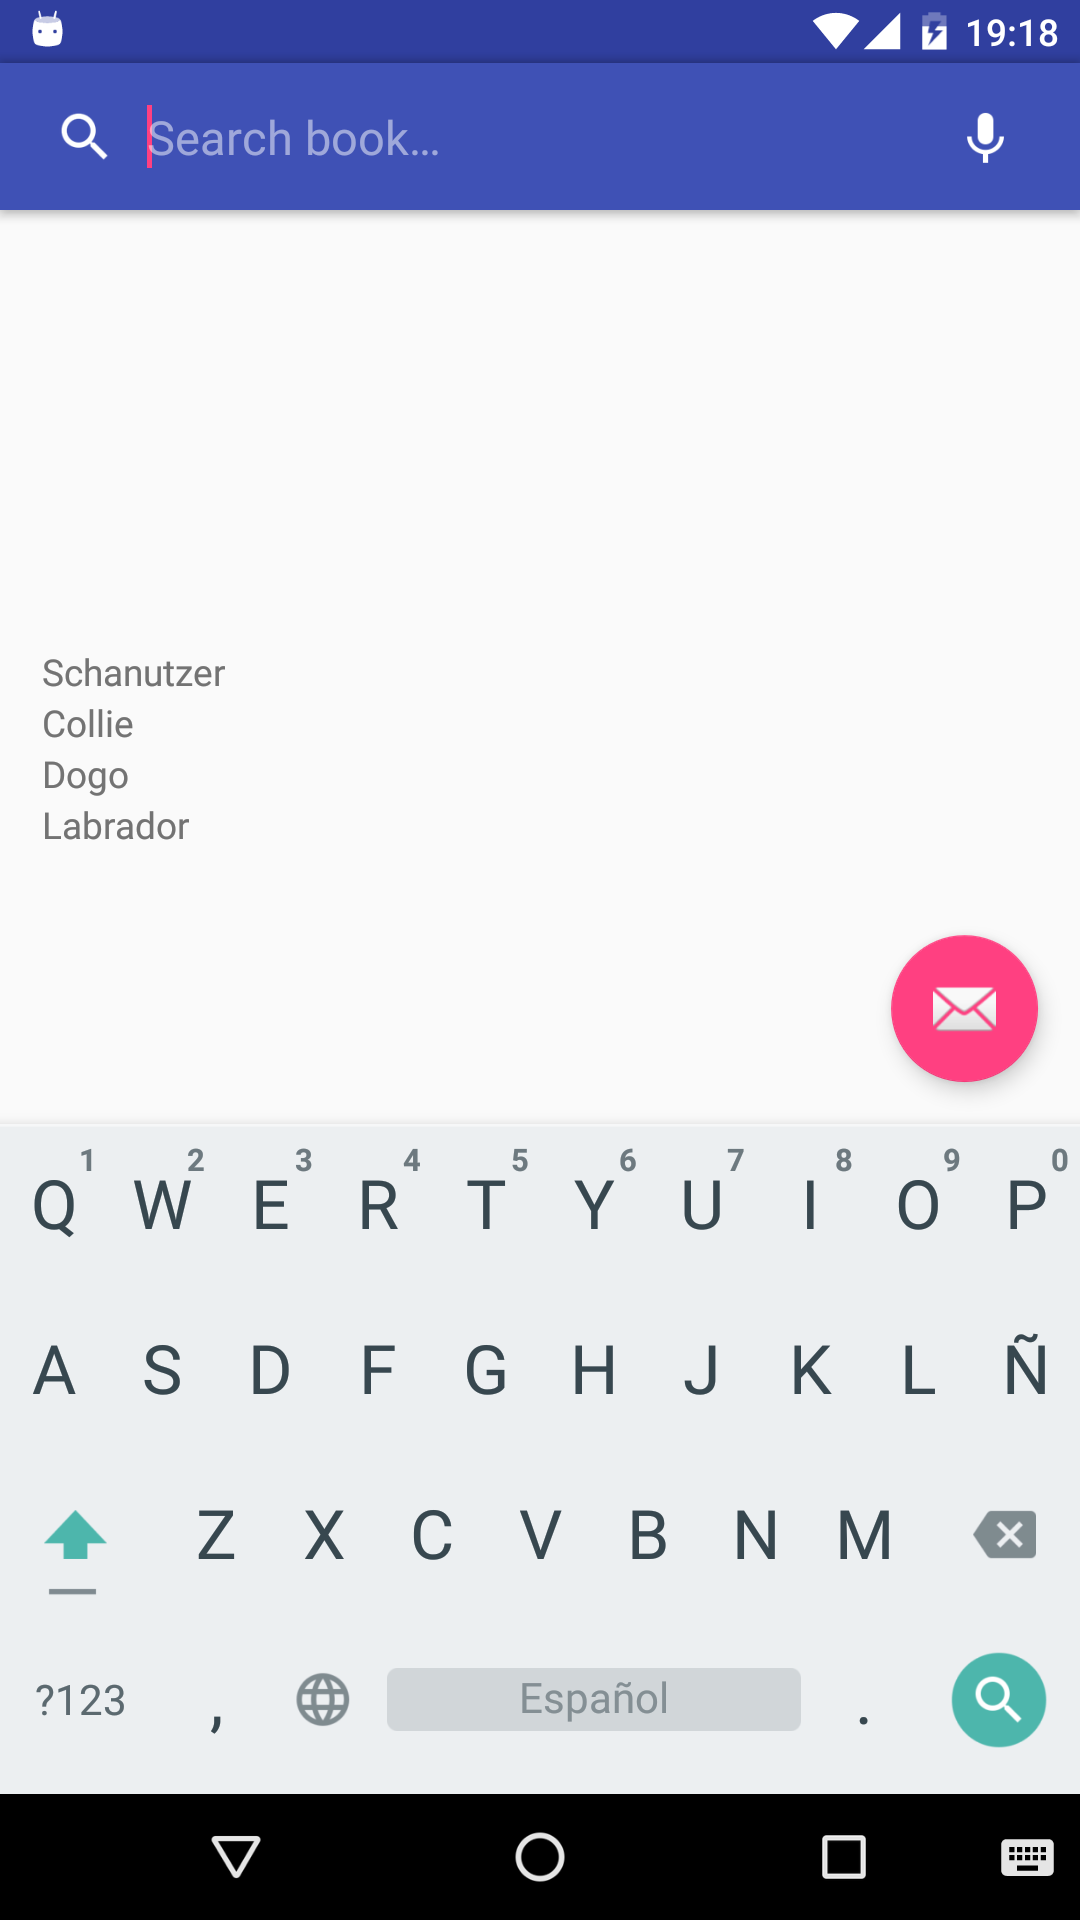 19:18
Search book...
Schanutzer
Collie
Dogo
Labrador
1 2 3 4 5 6 7 8 9 0
Q W E R T Y U I O P
A S D F G H J K L Ñ
Z X C V B N M
?123 , Español .